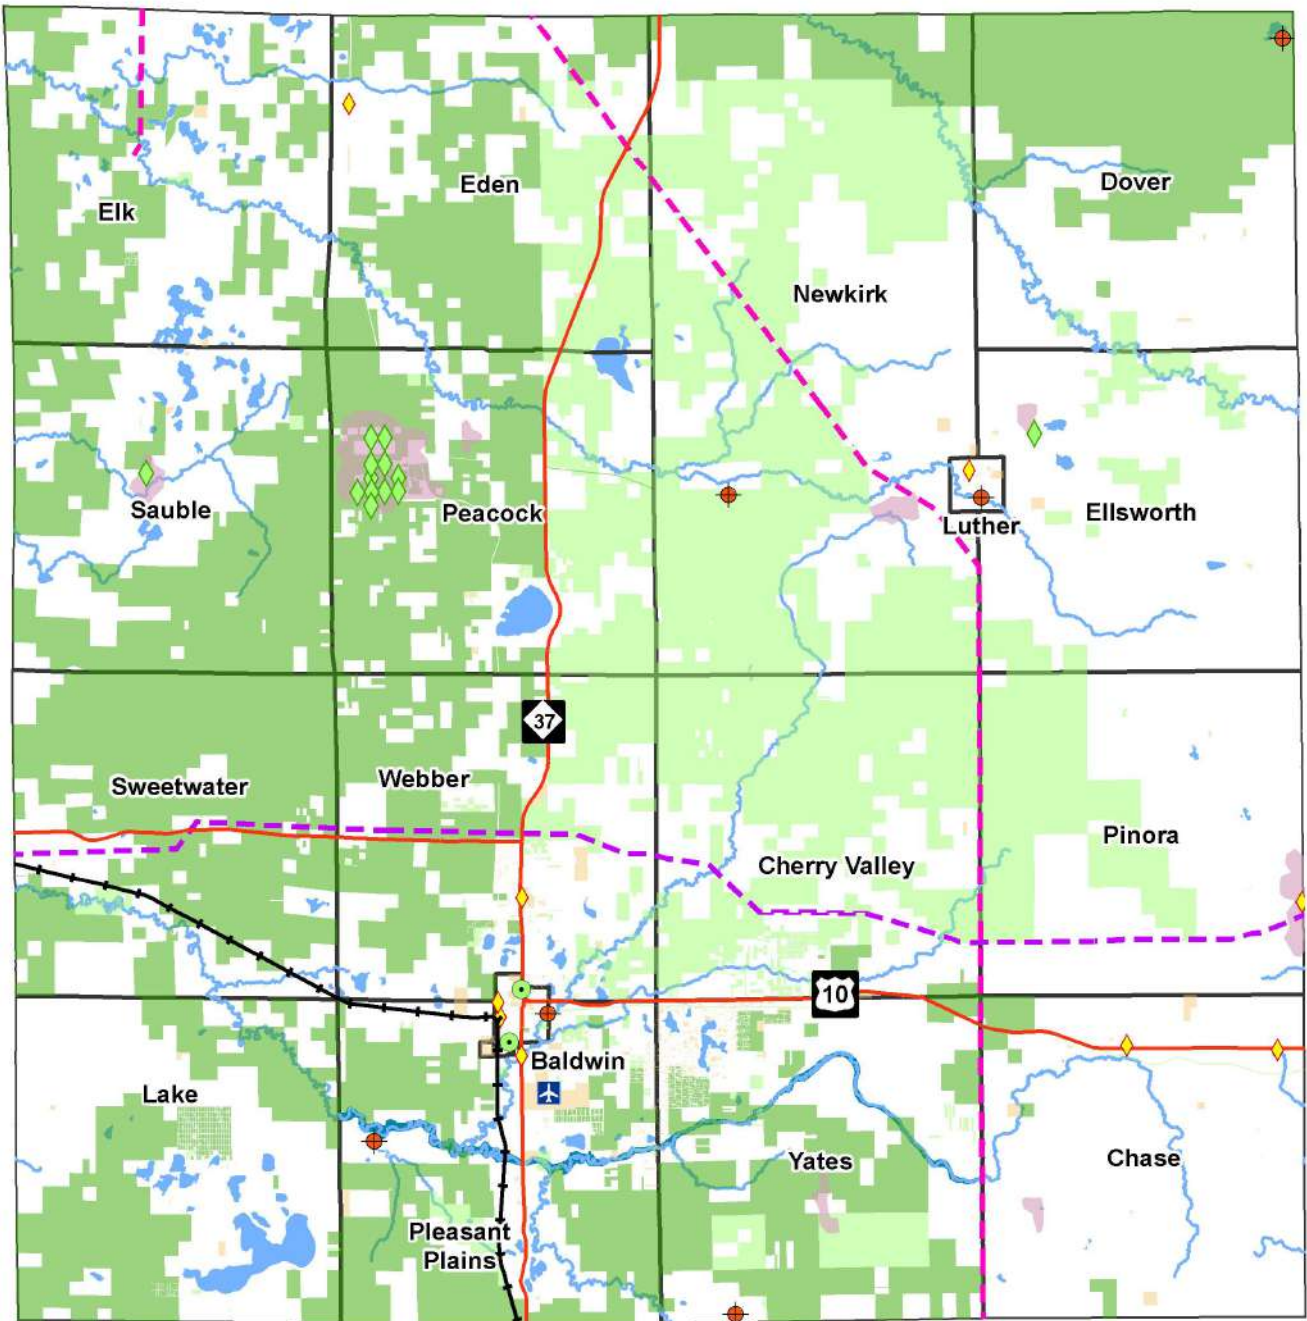 Eden
Dover
Elk
Newkirk
Sauble
Peacock
Luther
Ellsworth
37
Sweetwater
Webber
Pinora
Cherry Valley
10
Baldwin
Lake
Yates
Chase
Pleasant
Plains